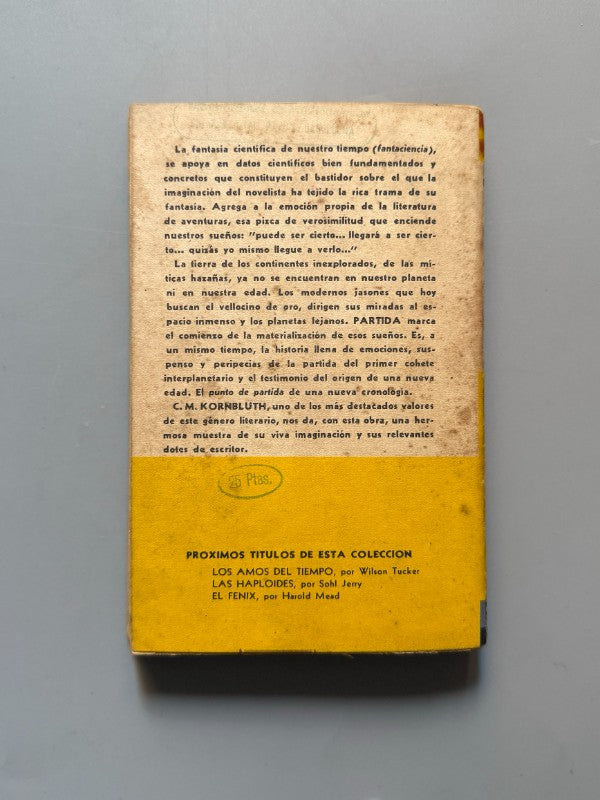 La fantasía científica de nuestro tiempo (fantaciencia),
se apoya en datos científicos bien fundamentados y
concretos que constituyen el bastidor sobre el que la
imaginación del novelista ha tejido la rica trama de su
fantasía. Agrega a la emoción propia de la literatura
de aventuras, esa pizca de verosimilitud que enciende
nuestros sueños: "puede ser cierto... llegará a ser cier-
to... quizás yo mismo llegue a verlo..."
La tierra de los continentes inexplorados, de las mí-
ticas hazañas, ya no se encuentran en nuestro planeta
ni en nuestra edad. Los modernos jasones que hoy
buscan el vellocino de oro, dirigen sus miradas al es-
pacio inmenso y los planetas lejanos. PARTIDA marca
el comienzo de la materialización de esos sueños. Es, a
un mismo tiempo, la historia llena de emociones, sus-
penso y peripecias de la partida del primer cohete
interplanetario y el testimonio del origen de una nueva
edad. El punto de partida de una nueva cronología.
C. M. KORNBLUTH, uno de los más destacados valores
de este género literario, nos da, con esta obra, una her-
mosa muestra de su viva imaginación y sus relevantes
dotes de escritor.
25 Ptas.
PROXIMOS TITULOS DE ESTA COLECCION
LOS AMOS DEL TIEMPO, por Wilson Tucker
LAS HAPLOIDES, por Sohl Jerry
EL FENIX, por Harold Mead